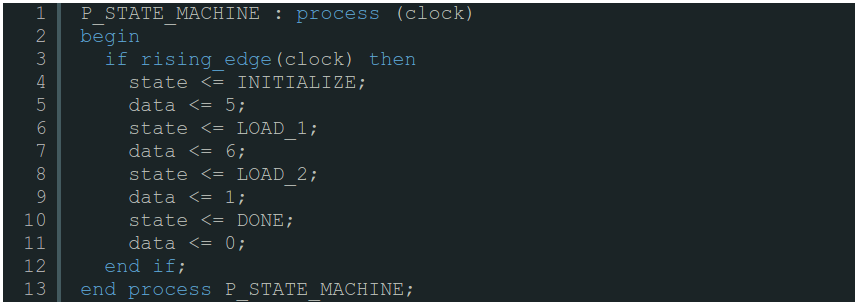 1 P_STATE_MACHINE : process (clock)
2 begin
3   if rising_edge(clock) then
4     state <= INITIALIZE;
5     data <= 5;
6     state <= LOAD_1;
7     data <= 6;
8     state <= LOAD_2;
9     data <= 1;
10     state <= DONE;
11     data <= 0;
12   end if;
13 end process P_STATE_MACHINE;